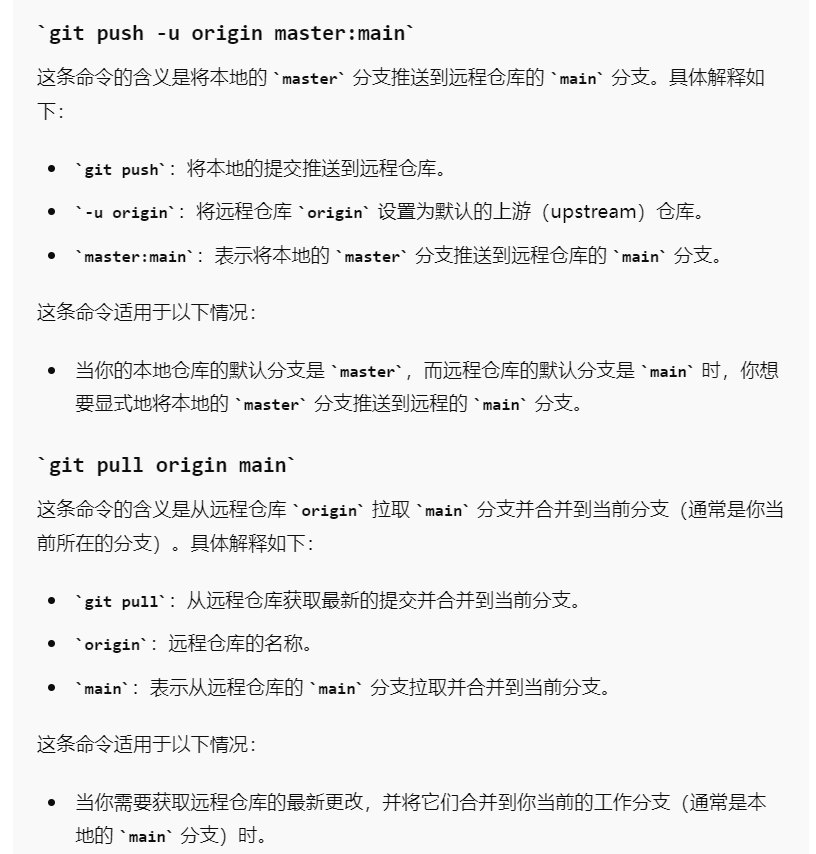 `git push -u origin master:main`
这条命令的含义是将本地的 `master` 分支推送到远程仓库的 `main` 分支。具体解释如
下：
• `git push`：将本地的提交推送到远程仓库。
• `-u origin`：将远程仓库 `origin` 设置为默认的上游（upstream）仓库。
• `master:main`：表示将本地的 `master` 分支推送到远程仓库的 `main` 分支。
这条命令适用于以下情况：
• 当你的本地仓库的默认分支是 `master`，而远程仓库的默认分支是 `main` 时，你想
要显式地将本地的 `master` 分支推送到远程的 `main` 分支。
`git pull origin main`
这条命令的含义是从远程仓库 `origin` 拉取 `main` 分支并合并到当前分支（通常是你当
前所在的分支）。具体解释如下：
• `git pull`：从远程仓库获取最新的提交并合并到当前分支。
• `origin`：远程仓库的名称。
• `main`：表示从远程仓库的 `main` 分支拉取并合并到当前分支。
这条命令适用于以下情况：
• 当你需要获取远程仓库的最新更改，并将它们合并到你当前的工作分支（通常是本
地的 `main` 分支）时。